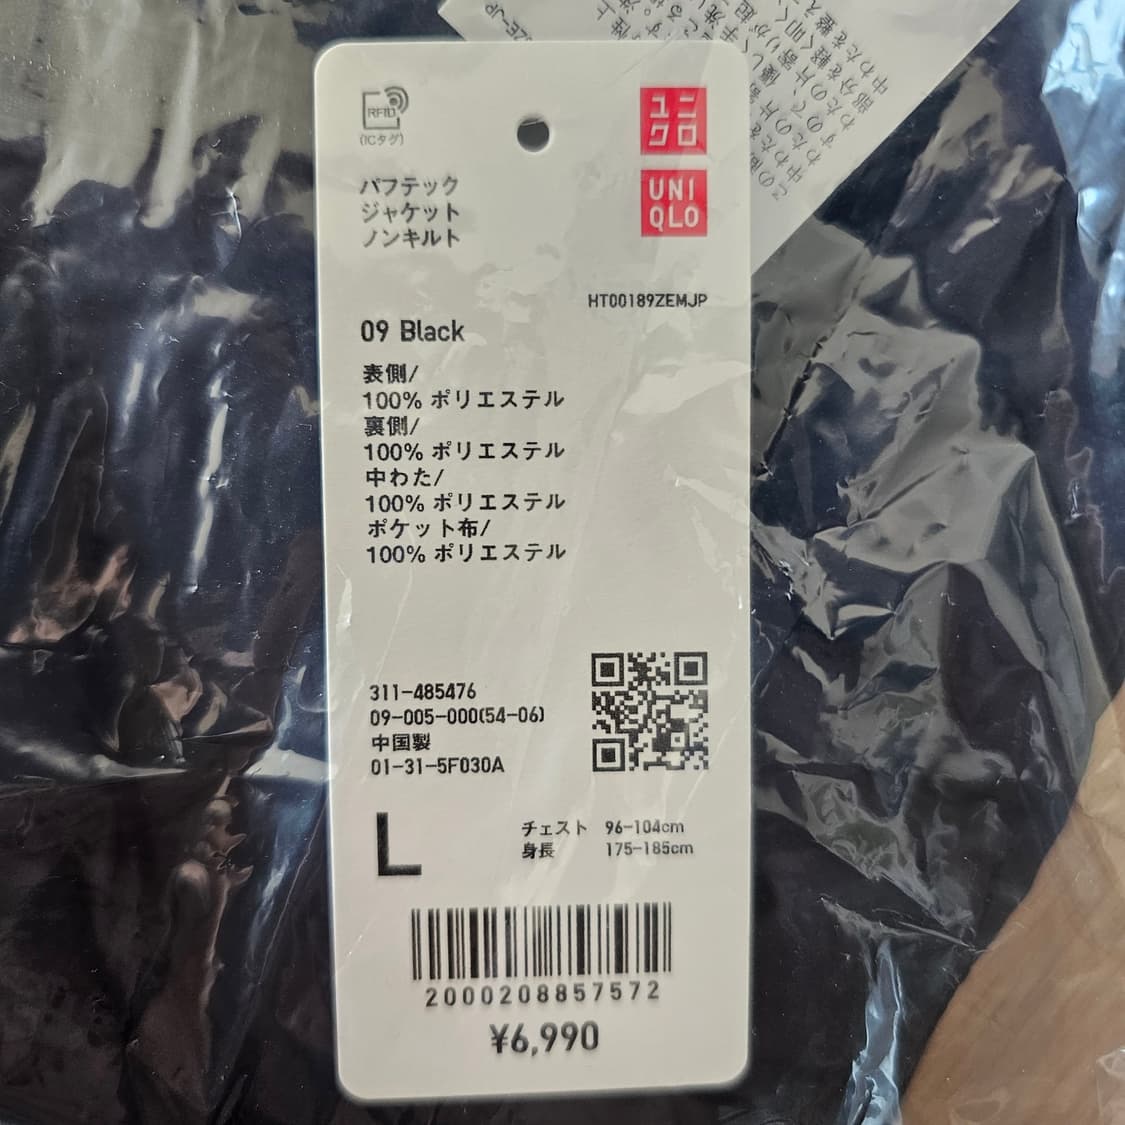 RFID
(ICタグ)
ユニ
クロ
UNI
QLO
パフテック
ジャケット
ノンキルト
HT00189ZEMJP
09 Black
表側/
100% ポリエステル
裏側/
100% ポリエステル
中わた/
100% ポリエステル
ポケット布/
100% ポリエステル
311-485476
09-005-000(54-06)
中国製
01-31-5F030A
L
チェスト 96-104cm
身長 175-185cm
2000208857572
¥6,990